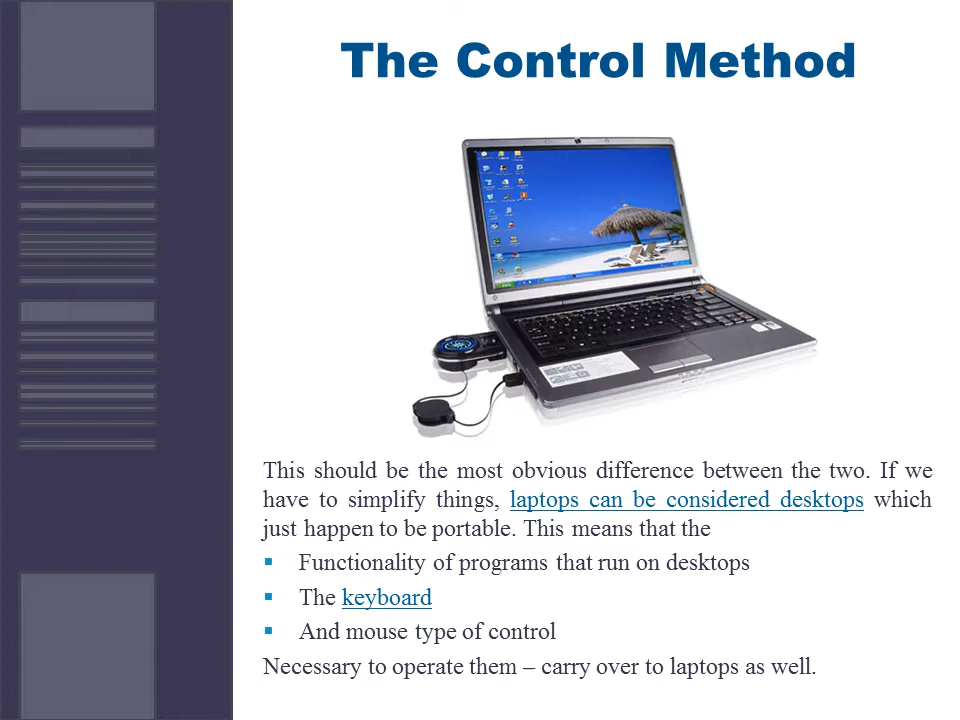 The Control Method
This should be the most obvious difference between the two. If we
have to simplify things, laptops can be considered desktops which
just happen to be portable. This means that the
Functionality of programs that run on desktops
The keyboard
And mouse type of control
Necessary to operate them – carry over to laptops as well.